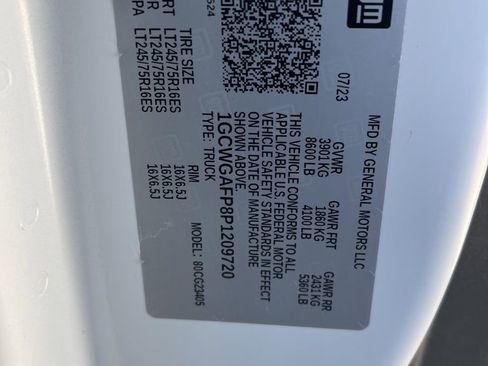 GM
MFD BY GENERAL MOTORS LLC
07/23
GVWR
3901 KG
8600 LB
GAWR FRT
1860 KG
4100 LB
GAWR RR
2431 KG
5360 LB
THIS VEHICLE CONFORMS TO ALL
APPLICABLE U.S. FEDERAL MOTOR
VEHICLE SAFETY STANDARDS IN EFFECT
ON THE DATE OF MANUFACTURE
SHOWN ABOVE.
1GCWGAFP8P1209720
TYPE: TRUCK
MODEL: 80CG23405
TIRE SIZE
LT245/75R16ES
LT245/75R16ES
LT245/75R16ES
RIM
16X6.5J
16X6.5J
16X6.5J